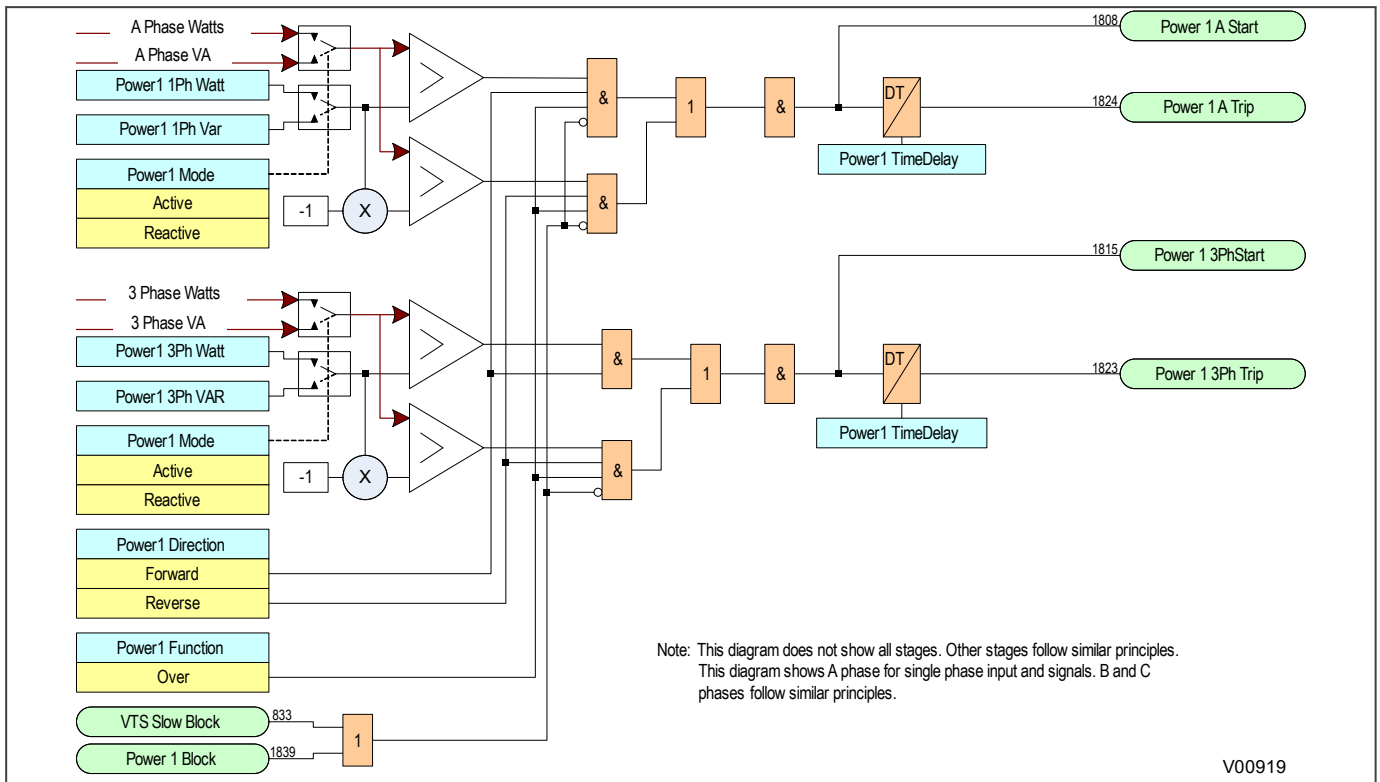 A Phase Watts
A Phase VA
Power1 1Ph Watt
Power1 1Ph Var
Power1 Mode
Active
Reactive
-1
X
>
>
&
&
1
&
DT
Power1 TimeDelay
1808
Power 1 A Start
1824
Power 1 A Trip
3 Phase Watts
3 Phase VA
Power1 3Ph Watt
Power1 3Ph VAR
Power1 Mode
Active
Reactive
-1
X
>
>
&
&
1
&
DT
Power1 TimeDelay
1815
Power 1 3PhStart
1823
Power 1 3Ph Trip
Power1 Direction
Forward
Reverse
Power1 Function
Over
VTS Slow Block
833
Power 1 Block
1839
1
Note: This diagram does not show all stages. Other stages follow similar principles.
This diagram shows A phase for single phase input and signals. B and C
phases follow similar principles.
V00919